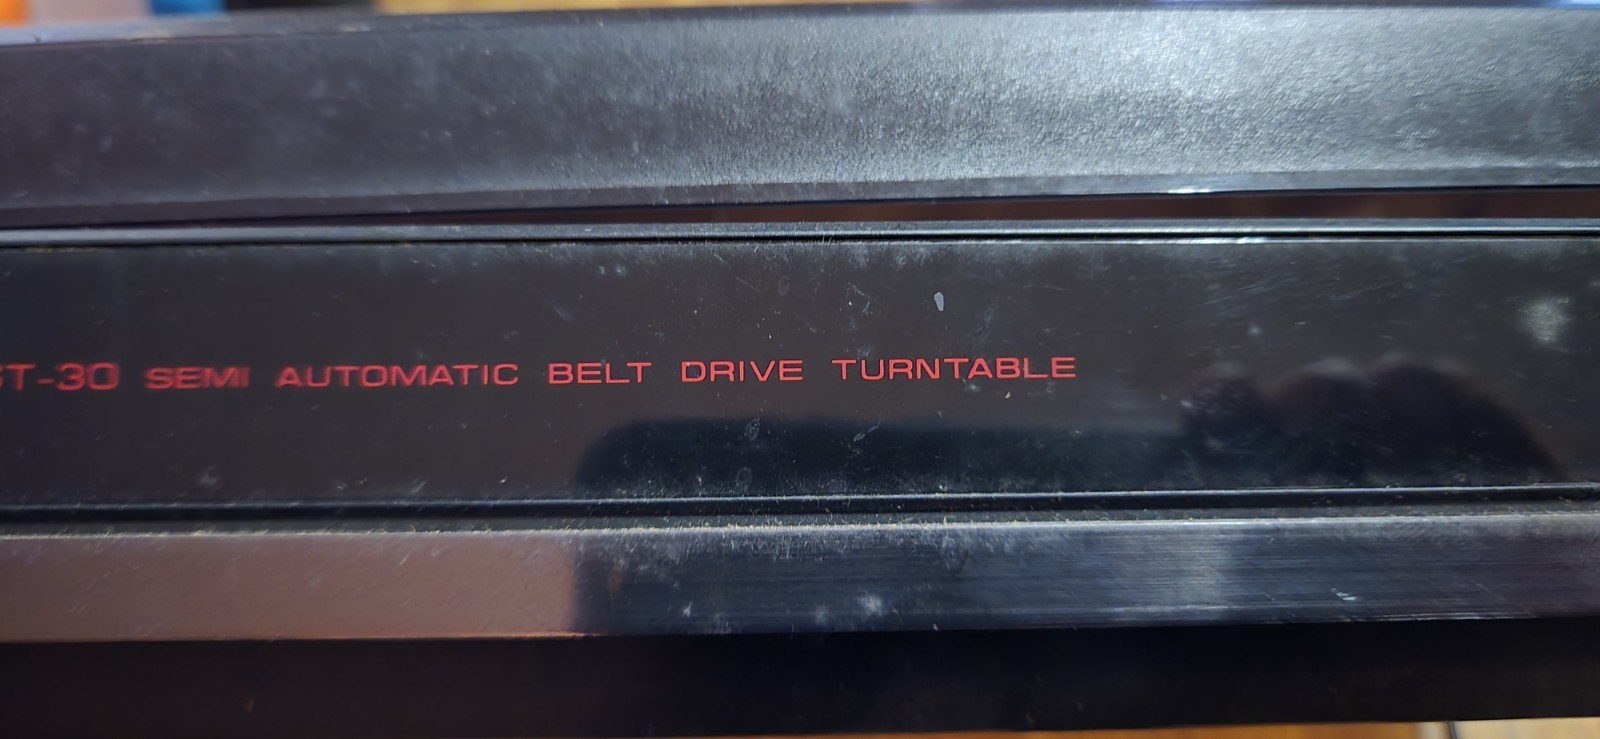 ST-30 SEMI AUTOMATIC BELT DRIVE TURNTABLE